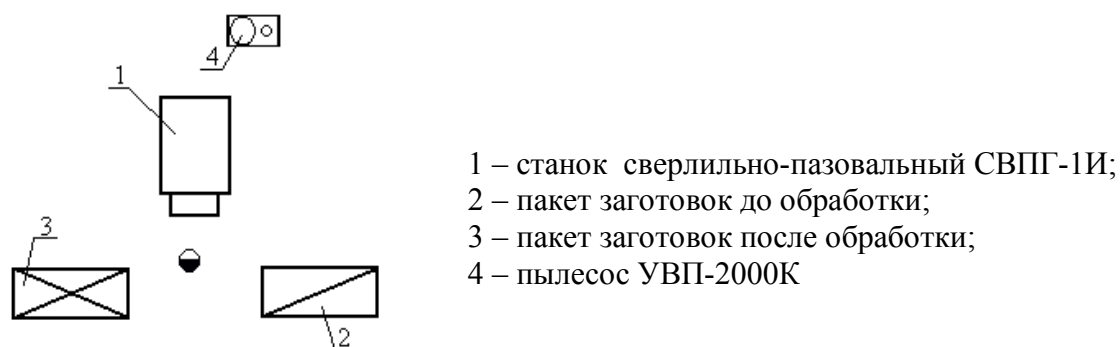 4
1
3
2
1 – станок сверлильно-пазовальный СВПГ-1И;
2 – пакет заготовок до обработки;
3 – пакет заготовок после обработки;
4 – пылесос УВП-2000К